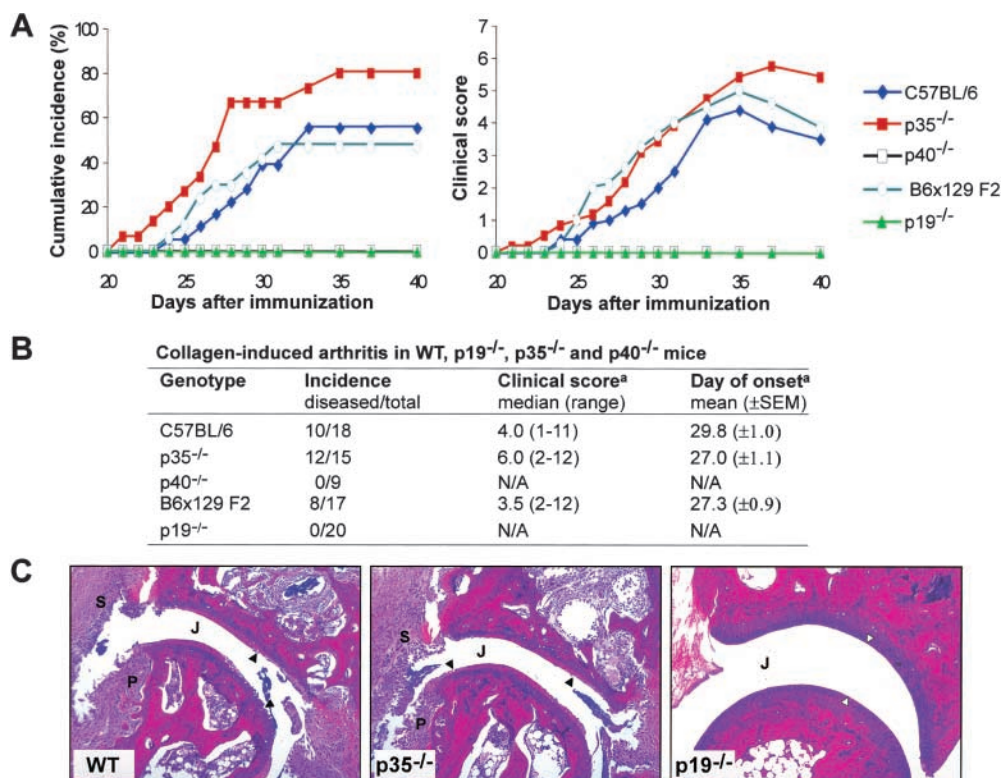 A
Cumulative incidence (%)
100
80
60
40
20
0
20 25 30 35 40
Days after immunization
Clinical score
7
6
5
4
3
2
1
0
20 25 30 35 40
Days after immunization
C57BL/6
p35-/-
p40-/-
B6x129 F2
p19-/-
B
Collagen-induced arthritis in WT, p19-/-, p35-/- and p40-/- mice
Genotype Incidence Clinical scoreª Day of onsetª
diseased/total median (range) mean (±SEM)
C57BL/6 10/18 4.0 (1-11) 29.8 (±1.0)
p35-/- 12/15 6.0 (2-12) 27.0 (±1.1)
p40-/- 0/9 N/A N/A
B6x129 F2 8/17 3.5 (2-12) 27.3 (±0.9)
p19-/- 0/20 N/A N/A
C
S
J
P
WT
S
J
P
p35-/-
J
p19-/-